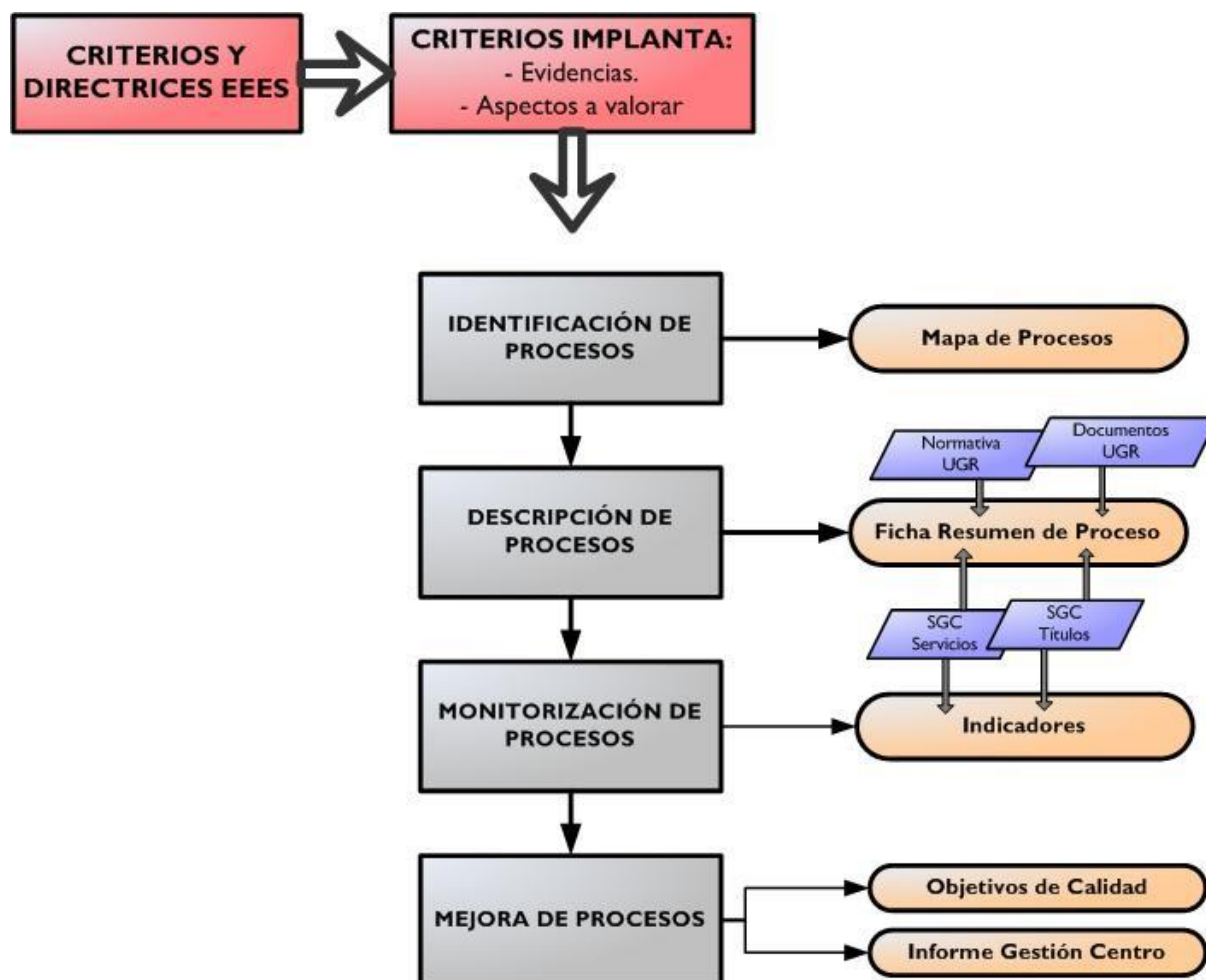 CRITERIOS Y
DIRECTRICES EEES
CRITERIOS IMPLANTA:
- Evidencias.
- Aspectos a valorar
IDENTIFICACIÓN DE
PROCESOS
Mapa de Procesos
Normativa
UGR
Documentos
UGR
DESCRIPCIÓN DE
PROCESOS
Ficha Resumen de Proceso
SGC
Servicios
SGC
Títulos
MONITORIZACIÓN DE
PROCESOS
Indicadores
MEJORA DE PROCESOS
Objetivos de Calidad
Informe Gestión Centro